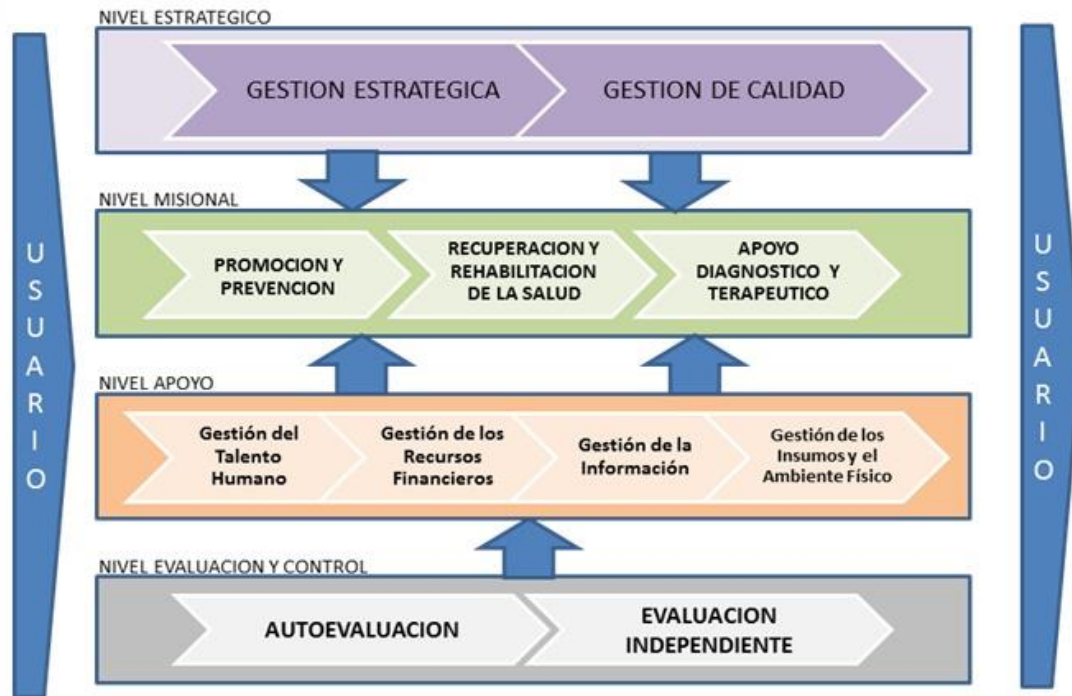 NIVEL ESTRATEGICO
GESTION ESTRATEGICA
GESTION DE CALIDAD
NIVEL MISIONAL
PROMOCION Y
PREVENCION
RECUPERACION Y
REHABILITACION
DE LA SALUD
APOYO
DIAGNOSTICO Y
TERAPEUTICO
NIVEL APOYO
Gestión del
Talento
Humano
Gestión de los
Recursos
Financieros
Gestión de la
Información
Gestión de los
Insumos y el
Ambiente Físico
NIVEL EVALUACION Y CONTROL
AUTOEVALUACION
EVALUACION
INDEPENDIENTE
USUARIO
USUARIO